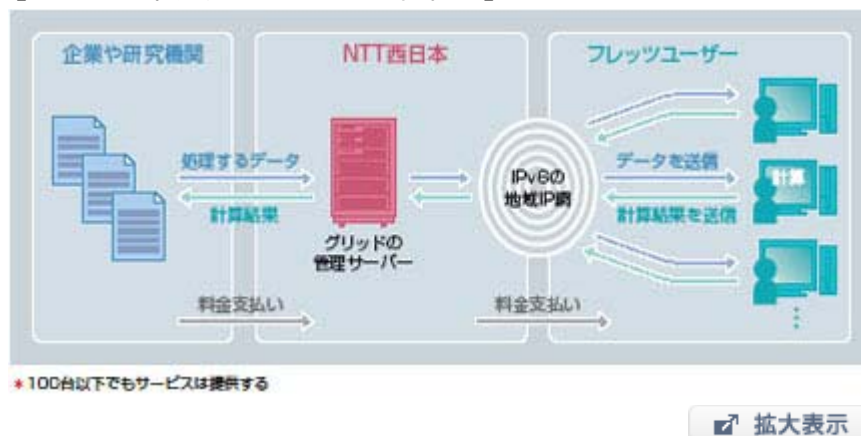 企業や研究機関
NTT西日本
フレッツユーザー
処理するデータ
計算結果
グリッドの
管理サーバー
IPv6の
地域IP網
データを送信
計算
計算結果を送信
料金支払い
料金支払い
* 100台以下でもサービスは提供する
拡大表示